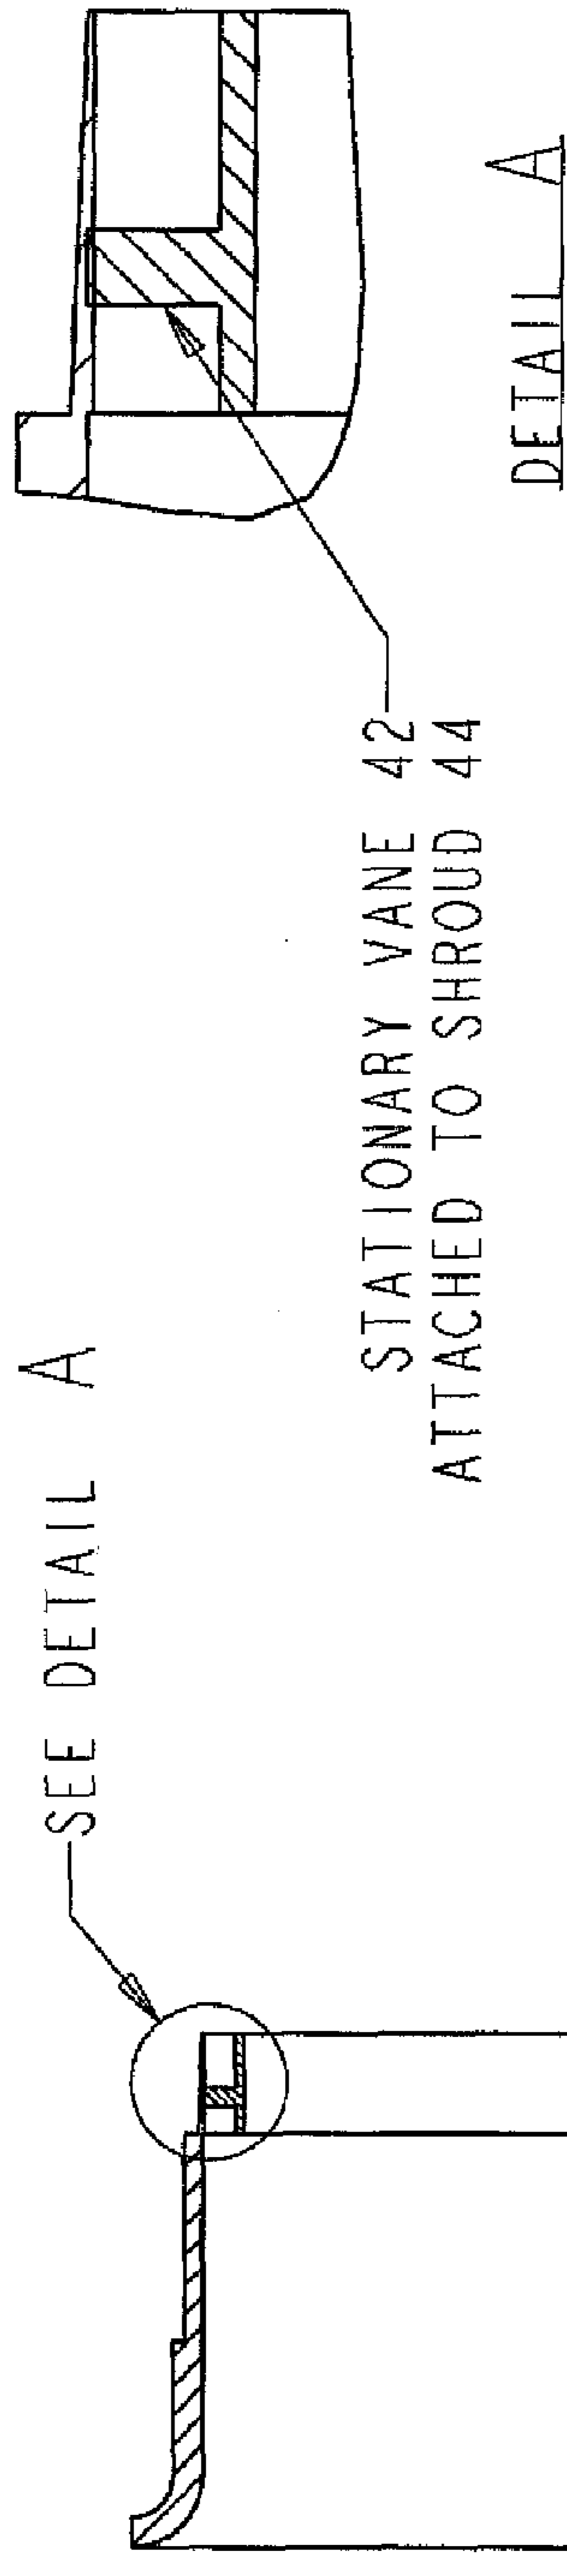 SEE DETAIL A
STATIONARY VANE 42
ATTACHED TO SHROUD 44
DETAIL A